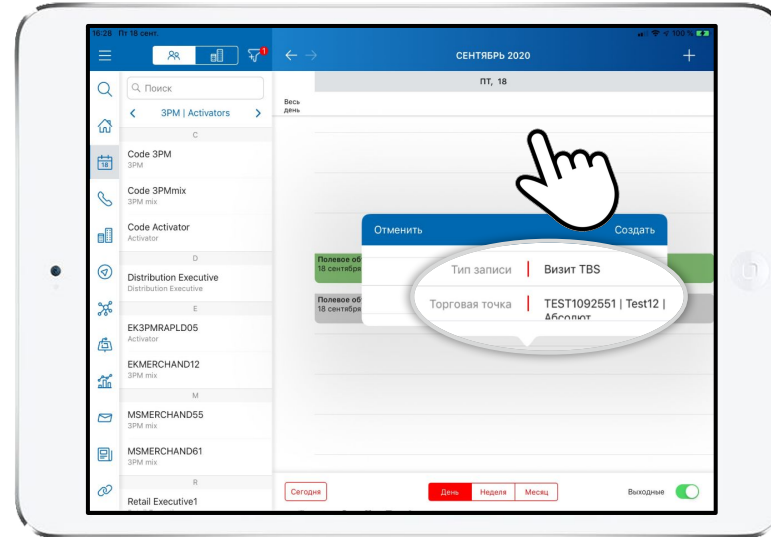 16:28 Пт 18 сент.
100 %
1
СЕНТЯБРЬ 2020
ПТ, 18
Поиск
3PM | Activators
Весь
день
C
Code 3PM
3PM
Code 3PMmix
3PM mix
Code Activator
Activator
D
Distribution Executive
Distribution Executive
E
EK3PMRAPLD05
Activator
EKMERCHAND12
3PM mix
M
MSMERCHAND55
3PM mix
MSMERCHAND61
3PM mix
R
Retail Executive1
18
Отменить
Создать
Полевое об
18 сентября
Тип записи
Визит TBS
Полевое об
18 сентября
Торговая точка
TEST1092551 | Test12 |
Абсолют
Сегодня
День
Неделя
Месяц
Выходные